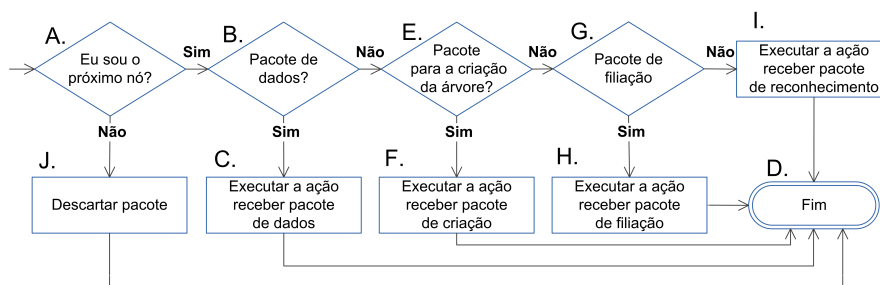 A.
Eu sou o
próximo nó?
Sim
Não
B.
Pacote de
dados?
Não
Sim
E.
Pacote
para a criação
da árvore?
Não
Sim
G.
Pacote de
filiação
Não
Sim
I.
Executar a ação
receber pacote
de reconhecimento
J.
Descartar pacote
C.
Executar a ação
receber pacote
de dados
F.
Executar a ação
receber pacote
de criação
H.
Executar a ação
receber pacote
de filiação
D.
Fim